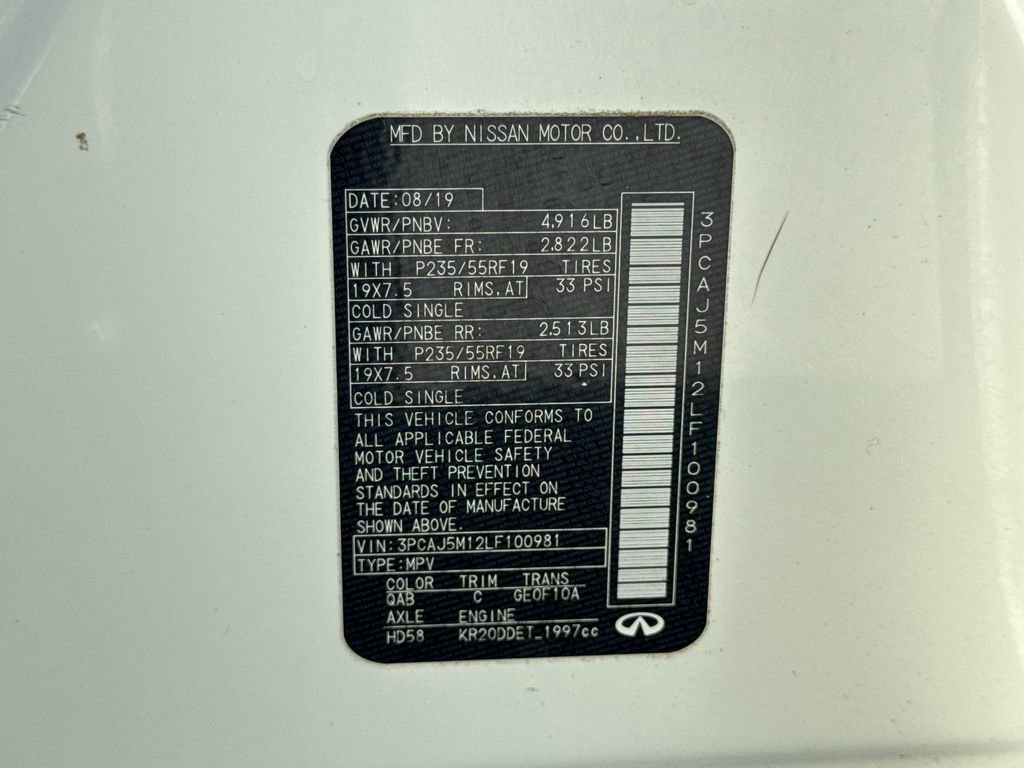 MFD BY NISSAN MOTOR CO.,LTD.
DATE:08/19
GVWR/PNBV: 4,916LB
GAWR/PNBE FR: 2,822LB
WITH P235/55RF19 TIRES
19X7.5 RIMS,AT 33 PSI
COLD SINGLE
GAWR/PNBE RR: 2,513LB
WITH P235/55RF19 TIRES
19X7.5 RIMS,AT 33 PSI
COLD SINGLE
THIS VEHICLE CONFORMS TO
ALL APPLICABLE FEDERAL
MOTOR VEHICLE SAFETY
AND THEFT PREVENTION
STANDARDS IN EFFECT ON
THE DATE OF MANUFACTURE
SHOWN ABOVE.
VIN:3PCAJ5M12LF100981
TYPE:MPV
COLOR TRIM TRANS
QAB C GE0F10A
AXLE ENGINE
HD58 KR20DDET_1997cc
3PCAJ5M12LF100981